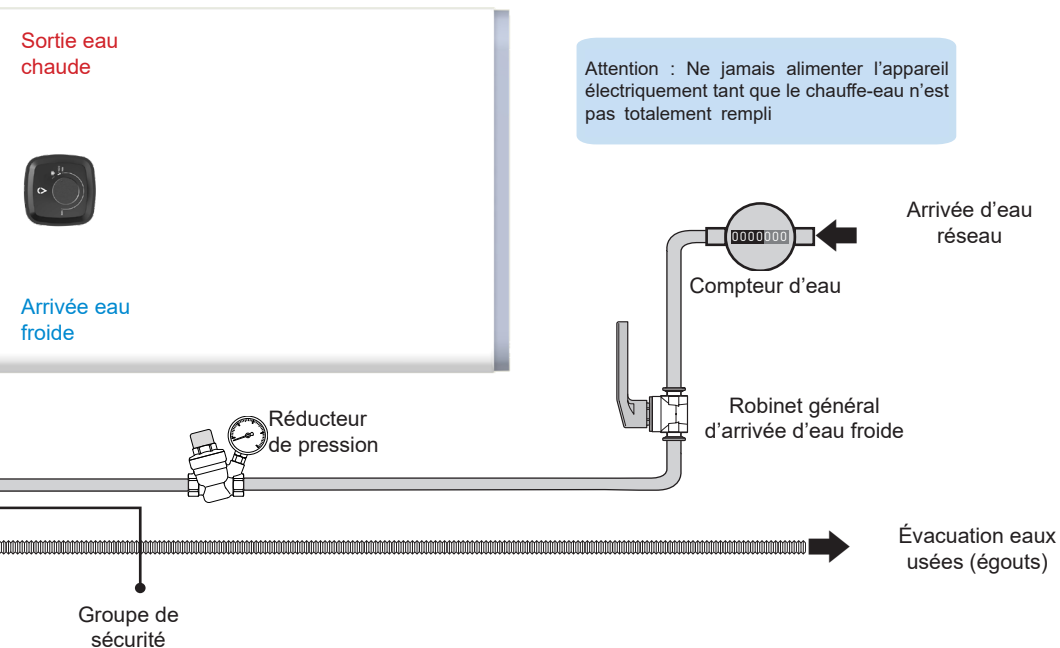 Sortie eau
chaude
Attention : Ne jamais alimenter l’appareil
électriquement tant que le chauffe-eau n’est
pas totalement rempli
Arrivée d’eau
réseau
0000000
Compteur d’eau
Arrivée eau
froide
Robinet général
d’arrivée d’eau froide
Réducteur
de pression
Évacuation eaux
usées (égouts)
Groupe de
sécurité